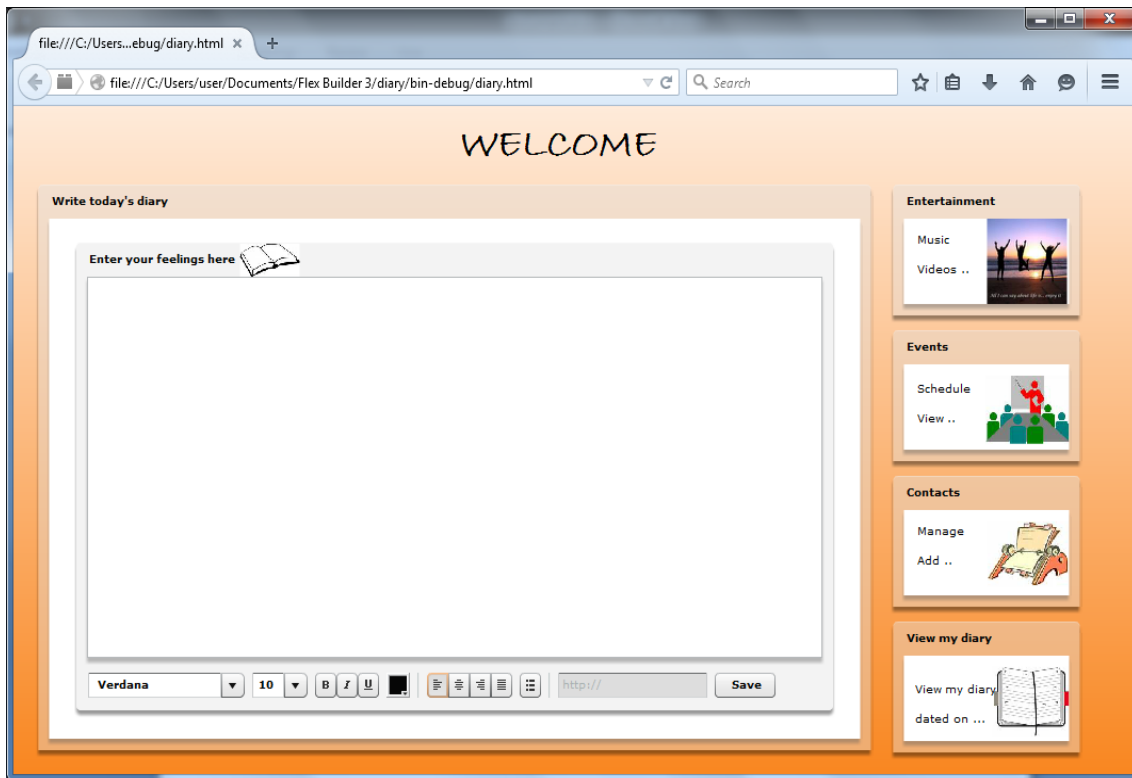 file:///C:/Users...ebug/diary.html
file:///C:/Users/user/Documents/Flex Builder 3/diary/bin-debug/diary.html
Search
WELCOME
Write today's diary
Enter your feelings here
Verdana
10
B I U
http://
Save
Entertainment
Music
Videos ..
Events
Schedule
View ..
Contacts
Manage
Add ..
View my diary
View my diary
dated on ...